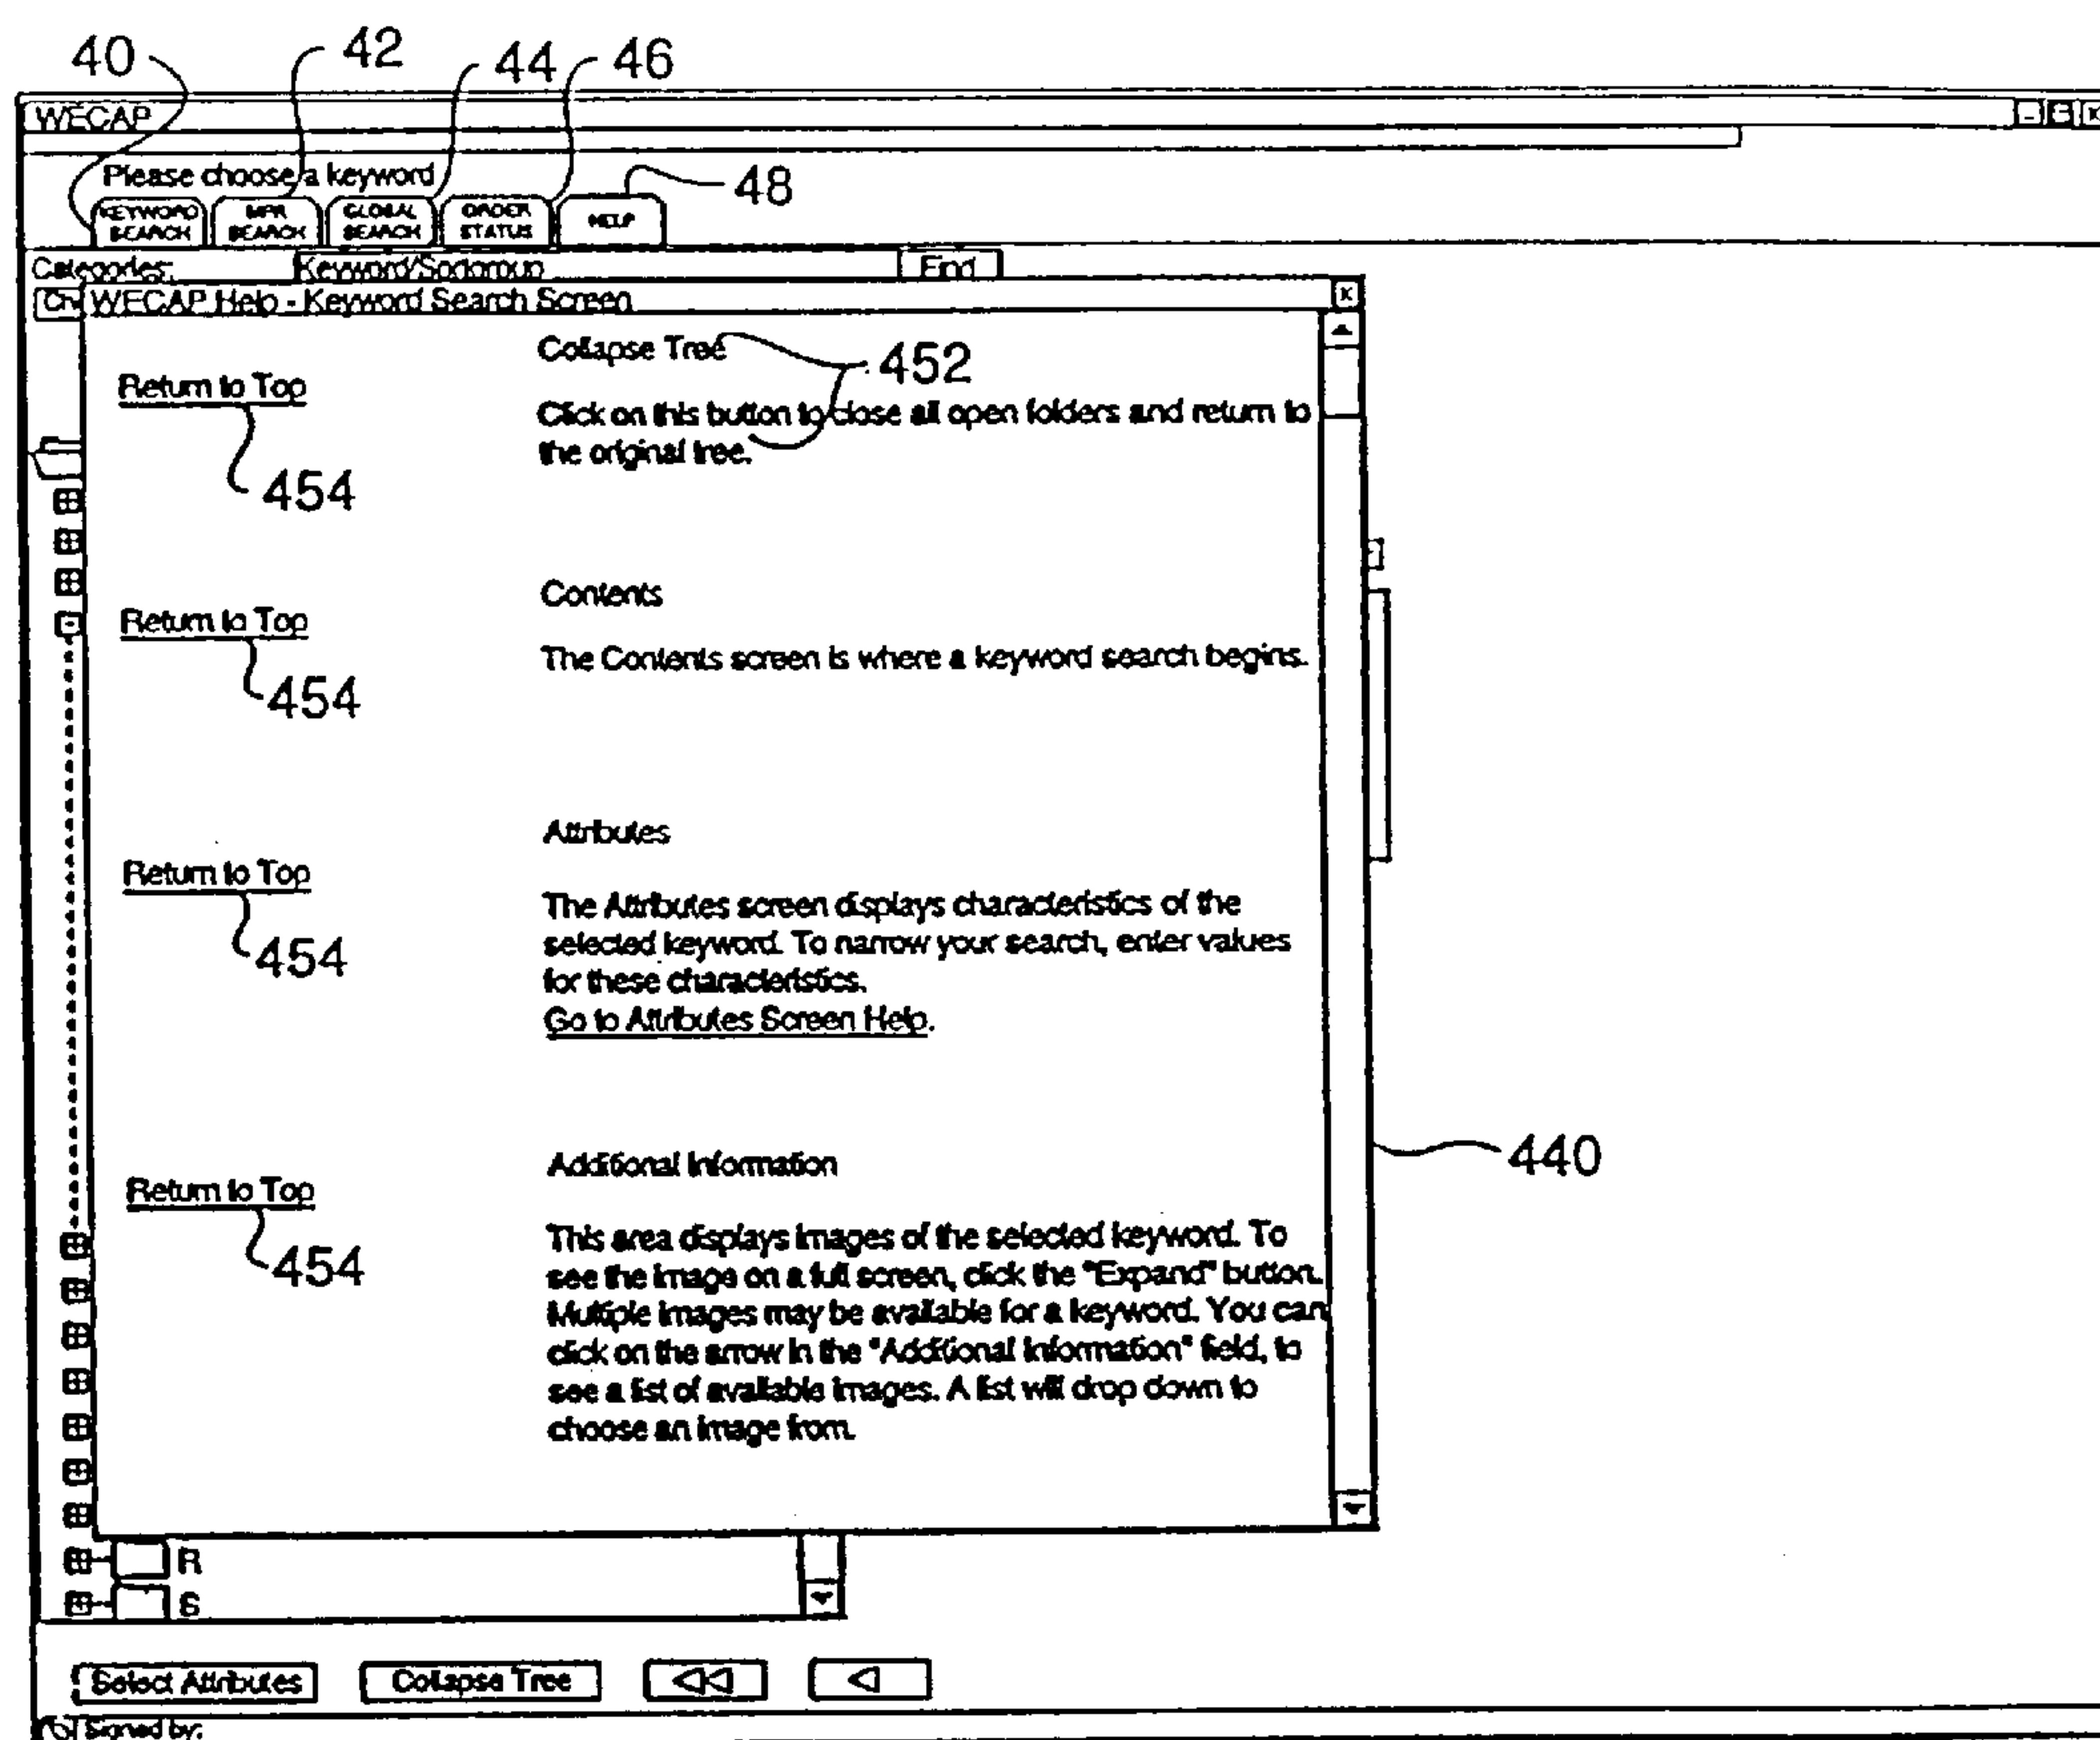 40 42 44 46
WECAP
Please choose a keyword
48
KEYWORD SEARCH MPR SEARCH GLOBAL SEARCH ORDER STATUS HELP
Categories: Keyword/Sodgroup Find
Ch WECAP Help - Keyword Search Screen
Collapse Tree
452
Return to Top
Click on this button to close all open folders and return to
the original tree.
454
Contents
Return to Top
The Contents screen is where a keyword search begins.
454
Attributes
Return to Top
The Attributes screen displays characteristics of the
selected keyword. To narrow your search, enter values
454
for these characteristics.
Go to Attributes Screen Help.
440
Additional Information
Return to Top
This area displays images of the selected keyword. To
454
see the image on a full screen, click the "Expand" button.
Multiple images may be available for a keyword. You can
click on the arrow in the "Additional Information" field, to
see a list of available images. A list will drop down to
choose an image from.
R
S
Select Attributes Collapse Tree
Signed by: